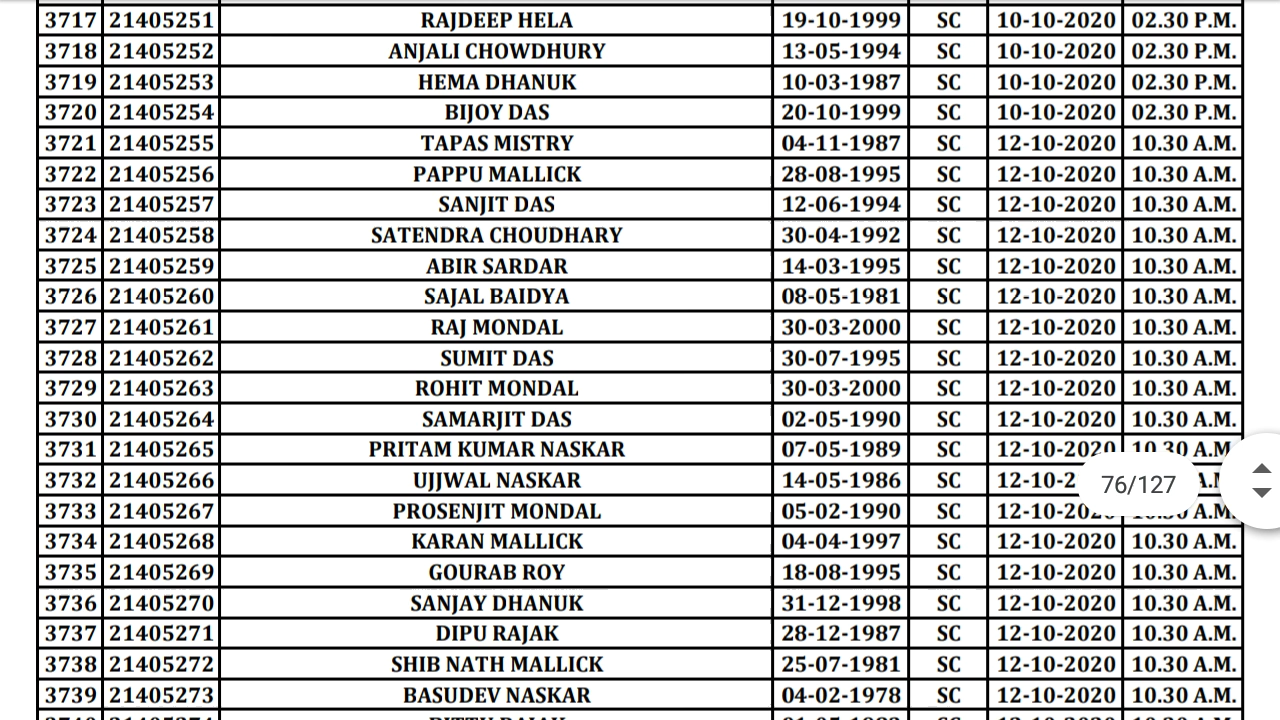 3717 21405251 RAJDEEP HELA 19-10-1999 SC 10-10-2020 02.30 P.M.
3718 21405252 ANJALI CHOWDHURY 13-05-1994 SC 10-10-2020 02.30 P.M.
3719 21405253 HEMA DHANUK 10-03-1987 SC 10-10-2020 02.30 P.M.
3720 21405254 BIJOY DAS 20-10-1999 SC 10-10-2020 02.30 P.M.
3721 21405255 TAPAS MISTRY 04-11-1987 SC 12-10-2020 10.30 A.M.
3722 21405256 PAPPU MALLICK 28-08-1995 SC 12-10-2020 10.30 A.M.
3723 21405257 SANJIT DAS 12-06-1994 SC 12-10-2020 10.30 A.M.
3724 21405258 SATENDRA CHOUDHARY 30-04-1992 SC 12-10-2020 10.30 A.M.
3725 21405259 ABIR SARDAR 14-03-1995 SC 12-10-2020 10.30 A.M.
3726 21405260 SAJAL BAIDYA 08-05-1981 SC 12-10-2020 10.30 A.M.
3727 21405261 RAJ MONDAL 30-03-2000 SC 12-10-2020 10.30 A.M.
3728 21405262 SUMIT DAS 30-07-1995 SC 12-10-2020 10.30 A.M.
3729 21405263 ROHIT MONDAL 30-03-2000 SC 12-10-2020 10.30 A.M.
3730 21405264 SAMARJIT DAS 02-05-1990 SC 12-10-2020 10.30 A.M.
3731 21405265 PRITAM KUMAR NASKAR 07-05-1989 SC 12-10-2020 10.30 A.M.
3732 21405266 UJJWAL NASKAR 14-05-1986 SC 12-10-2
76/127
3733 21405267 PROSENJIT MONDAL 05-02-1990 SC 12-10-2020 10.30 A.M.
3734 21405268 KARAN MALLICK 04-04-1997 SC 12-10-2020 10.30 A.M.
3735 21405269 GOURAB ROY 18-08-1995 SC 12-10-2020 10.30 A.M.
3736 21405270 SANJAY DHANUK 31-12-1998 SC 12-10-2020 10.30 A.M.
3737 21405271 DIPU RAJAK 28-12-1987 SC 12-10-2020 10.30 A.M.
3738 21405272 SHIB NATH MALLICK 25-07-1981 SC 12-10-2020 10.30 A.M.
3739 21405273 BASUDEV NASKAR 04-02-1978 SC 12-10-2020 10.30 A.M.